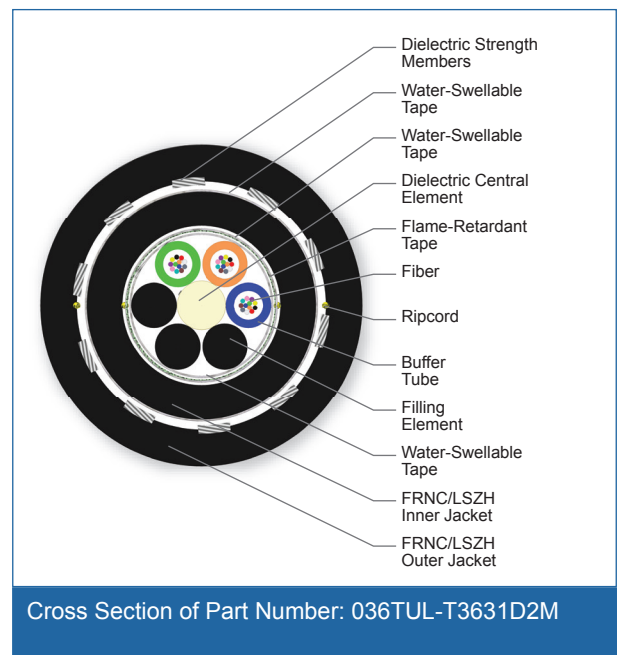 Dielectric Strength
Members
Water-Swellable
Tape
Water-Swellable
Tape
Dielectric Central
Element
Flame-Retardant
Tape
Fiber
Ripcord
Buffer
Tube
Filling
Element
Water-Swellable
Tape
FRNC/LSZH
Inner Jacket
FRNC/LSZH
Outer Jacket
Cross Section of Part Number: 036TUL-T3631D2M